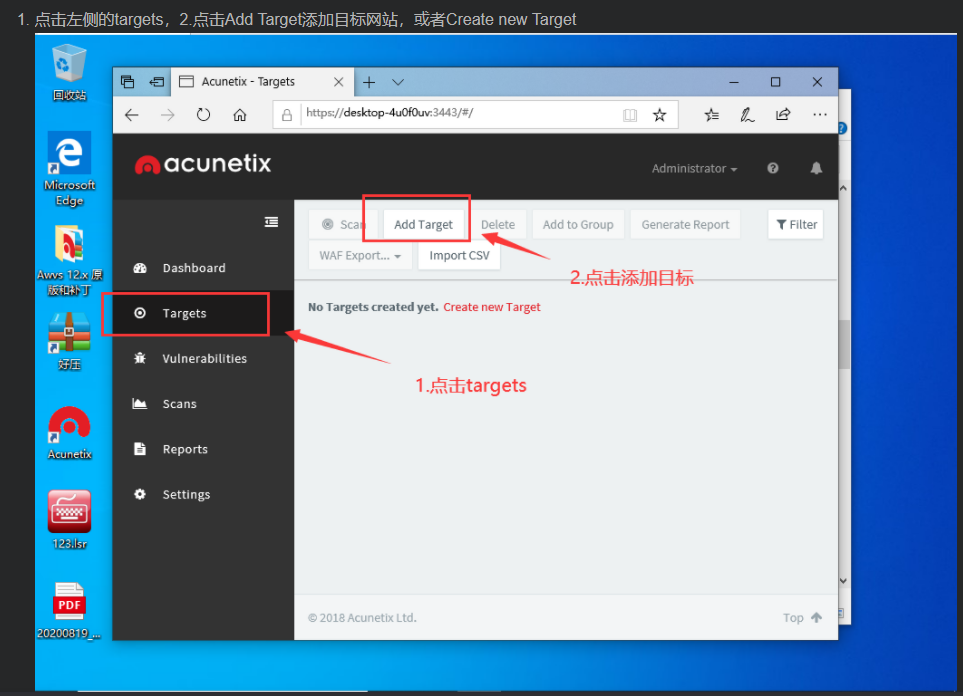 1. 点击左侧的targets，2.点击Add Target添加目标网站，或者Create new Target
回收站
Microsoft Edge
Awvs 12.x 原版和补丁
好压
Acunetix
123.lsr
PDF
20200819_...
Acunetix - Targets
https://desktop-4u0f0uv:3443/#/
acunetix
Administrator
Dashboard
Targets
Vulnerabilities
Scans
Reports
Settings
Scan
Add Target
Delete
Add to Group
Generate Report
Filter
WAF Export...
Import CSV
2.点击添加目标
No Targets created yet. Create new Target
1.点击targets
© 2018 Acunetix Ltd.
Top